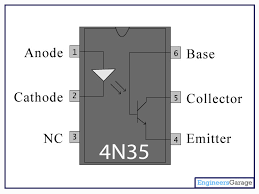 Anode 1
6 Base
Cathode 2
5 Collector
NC 3
4 Emitter
4N35
EngineersGarage